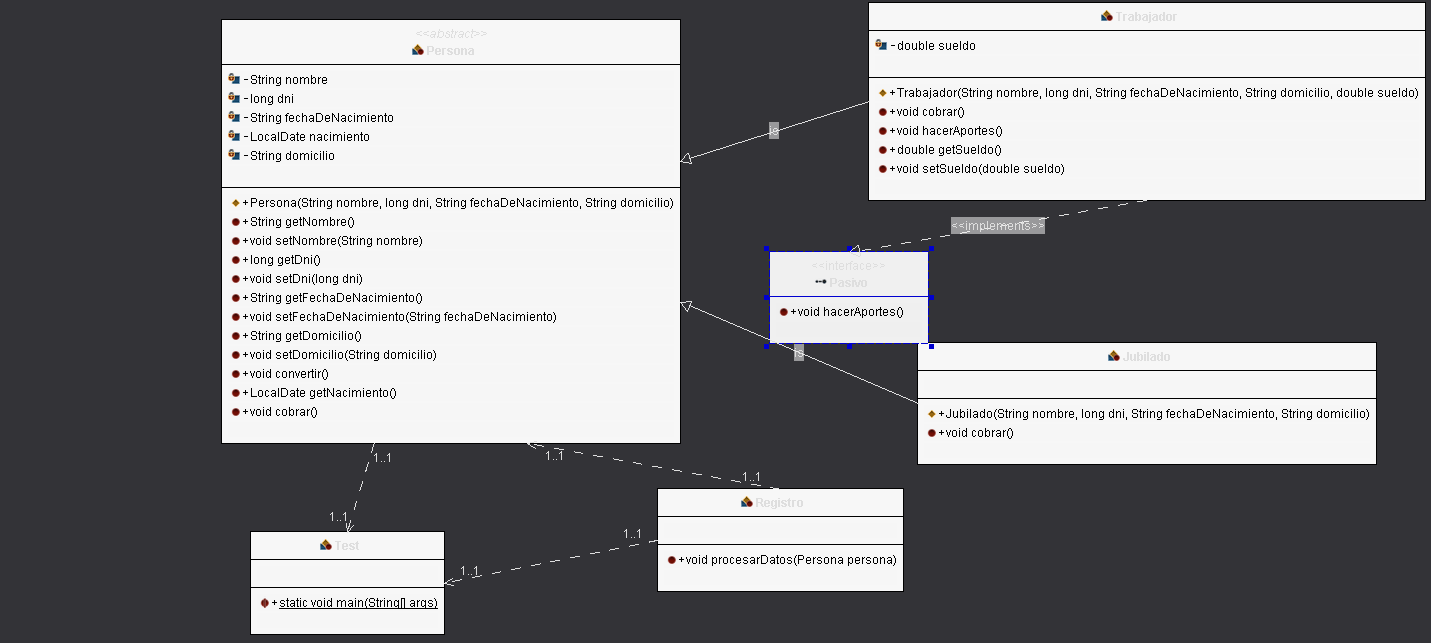 <<abstract>>
Persona
- String nombre
- long dni
- String fechaDeNacimiento
- LocalDate nacimiento
- String domicilio
+ Persona(String nombre, long dni, String fechaDeNacimiento, String domicilio)
+ String getNombre()
+ void setNombre(String nombre)
+ long getDni()
+ void setDni(long dni)
+ String getFechaDeNacimiento()
+ void setFechaDeNacimiento(String fechaDeNacimiento)
+ String getDomicilio()
+ void setDomicilio(String domicilio)
+ void convertir()
+ LocalDate getNacimiento()
+ void cobrar()
Trabajador
- double sueldo
+ Trabajador(String nombre, long dni, String fechaDeNacimiento, String domicilio, double sueldo)
+ void cobrar()
+ void hacerAportes()
+ double getSueldo()
+ void setSueldo(double sueldo)
is
<<implements>>
<<interface>>
Pasivo
+ void hacerAportes()
is
Jubilado
+ Jubilado(String nombre, long dni, String fechaDeNacimiento, String domicilio)
+ void cobrar()
1..1
1..1
1..1
1..1
Registro
+ void procesarDatos(Persona persona)
1..1
1..1
Test
+ static void main(String[] args)